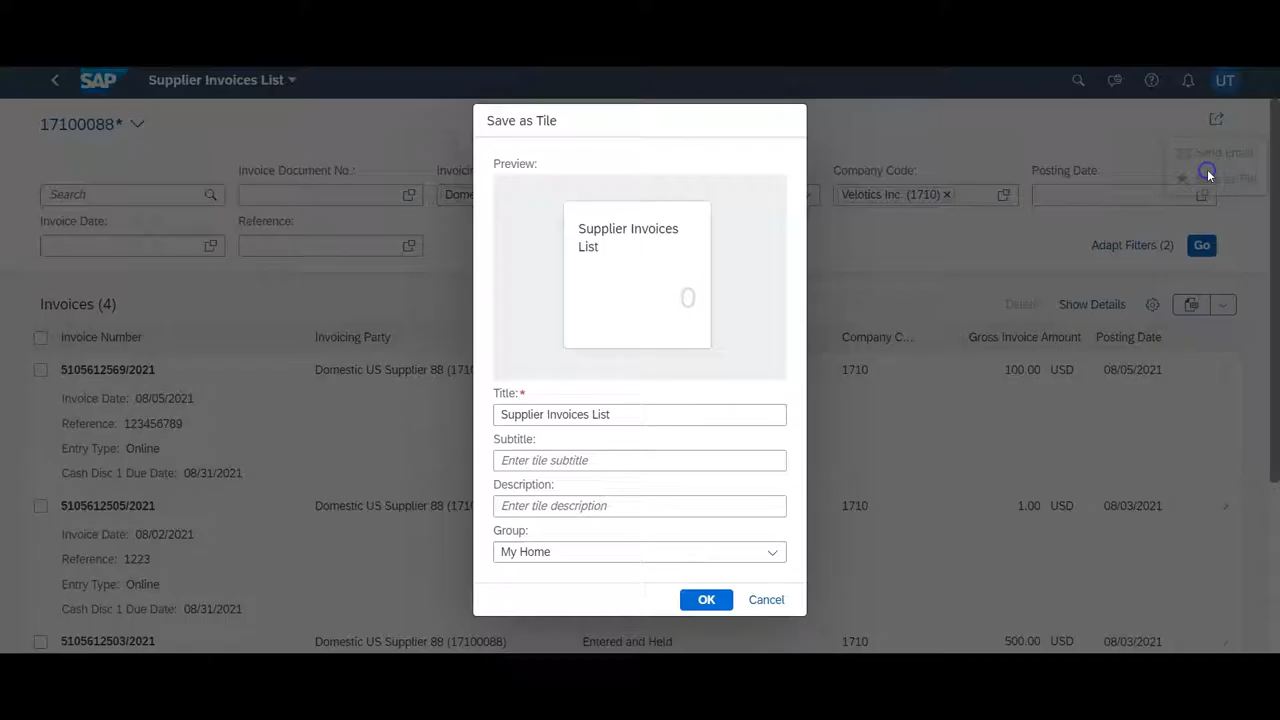 SAP Supplier Invoices List
UT
17100088*
Save as Tile
Preview:
Supplier Invoices
List
0
Title:*
Supplier Invoices List
Subtitle:
Enter tile subtitle
Description:
Enter tile description
Group:
My Home
OK Cancel
Send Email
Invoice Document No.: Company Code: Posting Date:
Search Velotics Inc. (1710)
Invoice Date: Reference:
Adapt Filters (2) Go
Invoices (4) Show Details
Invoice Number Invoicing Party Company C... Gross Invoice Amount Posting Date
5105612569/2021 Domestic US Supplier 88 1710 100.00 USD 08/05/2021
Invoice Date: 08/05/2021
Reference: 123456789
Entry Type: Online
Cash Disc 1 Due Date: 08/31/2021
5105612505/2021 Domestic US Supplier 88 1710 1.00 USD 08/03/2021
Invoice Date: 08/02/2021
Reference: 1223
Entry Type: Online
Cash Disc 1 Due Date: 08/31/2021
5105612503/2021 Domestic US Supplier 88 (17100088) Entered and Held 1710 500.00 USD 08/03/2021